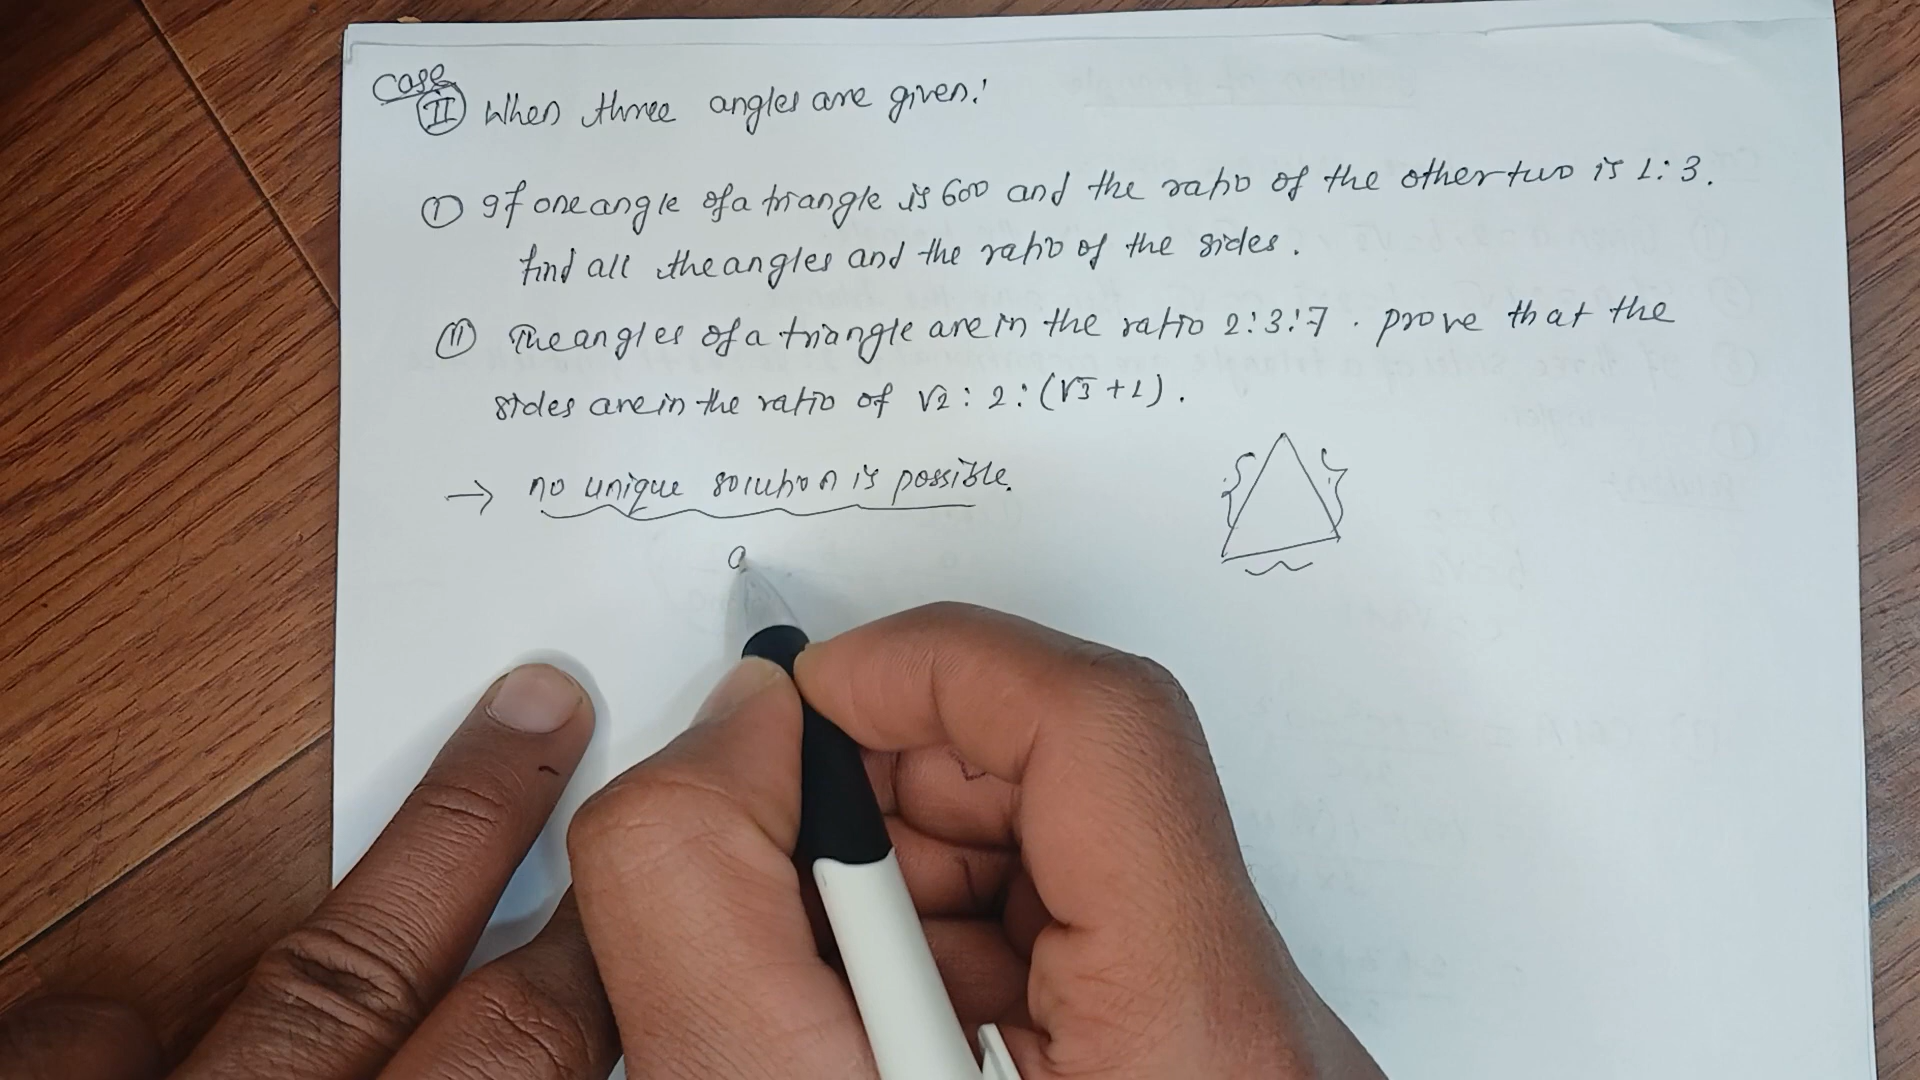 Case
II When three angles are given:
I If one angle of a triangle is 60° and the ratio of the other two is 1:3.
find all the angles and the ratio of the sides.
II The angles of a triangle are in the ratio 2:3:7. prove that the
sides are in the ratio of √2 : 2 : (√3 + 1).
→ no unique solution is possible.
a